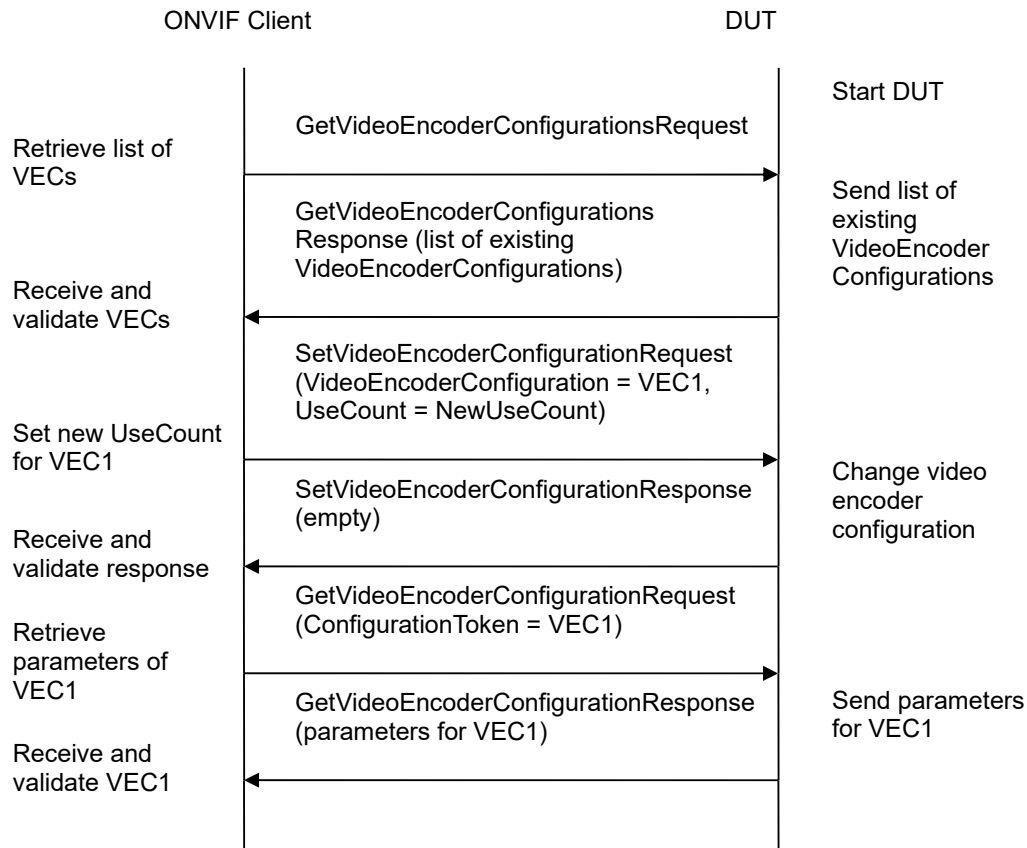 ONVIF Client
DUT
Start DUT
GetVideoEncoderConfigurationsRequest
Retrieve list of
VECs
Send list of
existing
VideoEncoder
Configurations
GetVideoEncoderConfigurations
Response (list of existing
VideoEncoderConfigurations)
Receive and
validate VECs
SetVideoEncoderConfigurationRequest
(VideoEncoderConfiguration = VEC1,
UseCount = NewUseCount)
Set new UseCount
for VEC1
Change video
encoder
configuration
SetVideoEncoderConfigurationResponse
(empty)
Receive and
validate response
GetVideoEncoderConfigurationRequest
(ConfigurationToken = VEC1)
Retrieve
parameters of
VEC1
Send parameters
for VEC1
GetVideoEncoderConfigurationResponse
(parameters for VEC1)
Receive and
validate VEC1